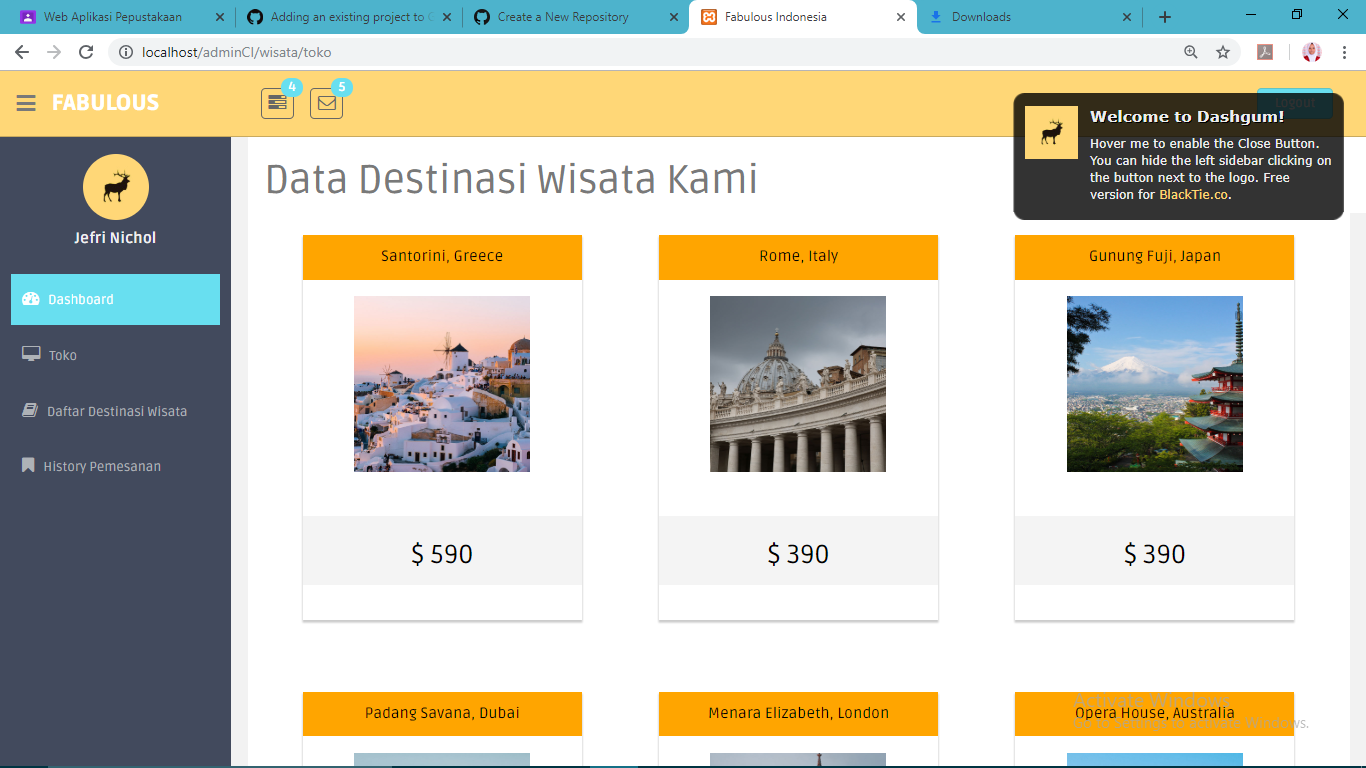 Web Aplikasi Pepustakaan
Adding an existing project to G
Create a New Repository
Fabulous Indonesia
Downloads
localhost/adminCI/wisata/toko
FABULOUS
4
5
Logout
Welcome to Dashgum!
Hover me to enable the Close Button.
You can hide the left sidebar clicking on
the button next to the logo. Free
version for BlackTie.co.
Jefri Nichol
Dashboard
Toko
Daftar Destinasi Wisata
History Pemesanan
Data Destinasi Wisata Kami
Santorini, Greece
Rome, Italy
Gunung Fuji, Japan
$ 590
$ 390
$ 390
Padang Savana, Dubai
Menara Elizabeth, London
Opera House, Australia
Activate Windows
Go to Settings to activate Windows.